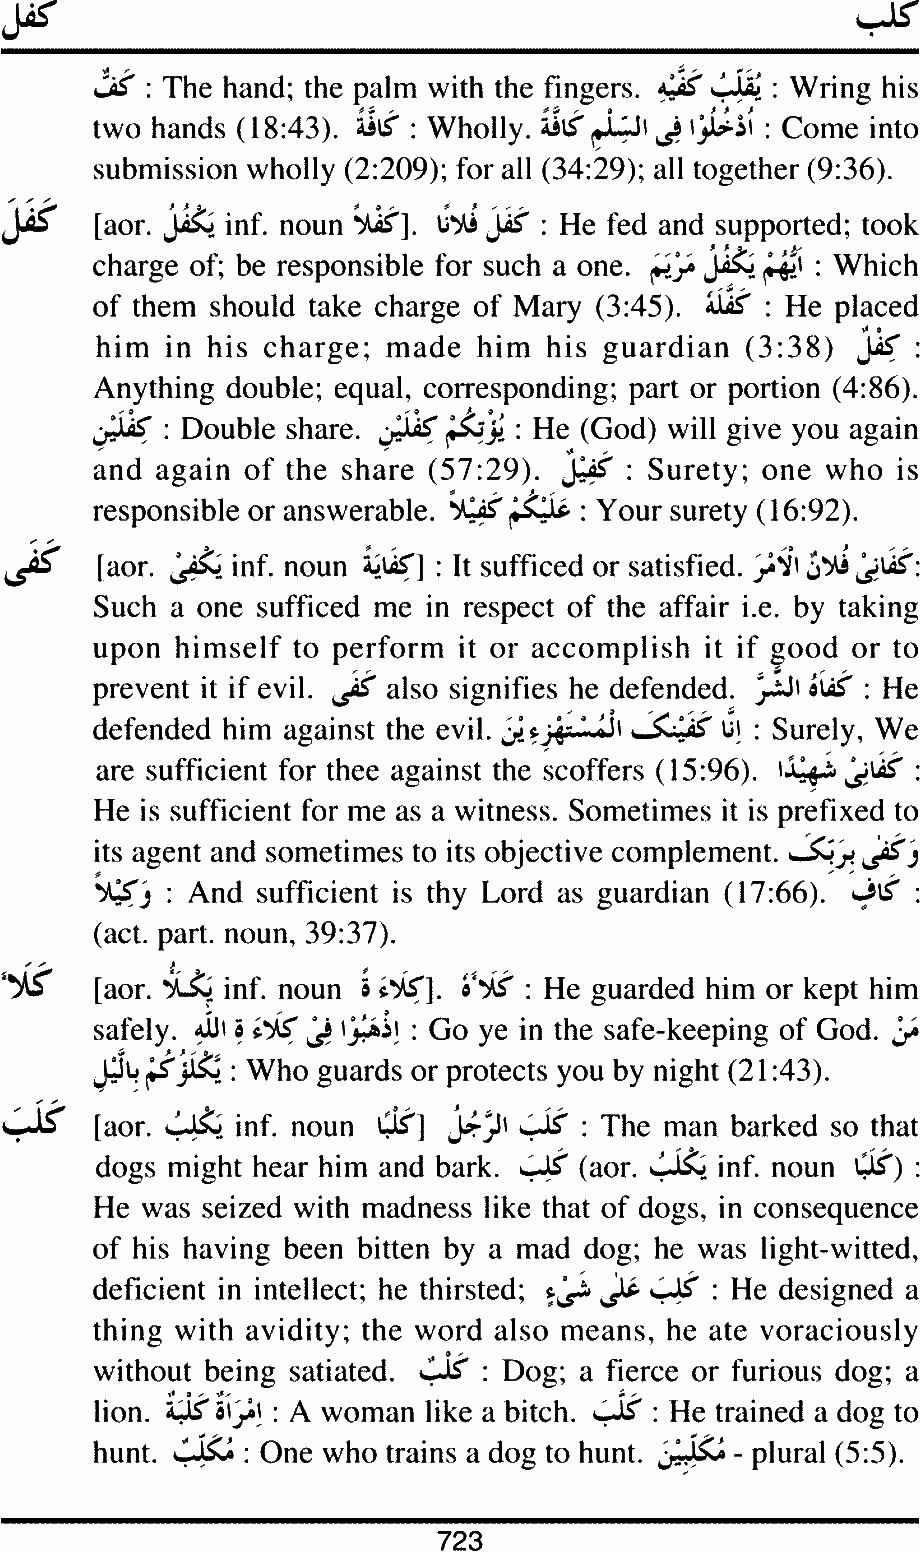 كفل كلب
كَفٌّ : The hand; the palm with the fingers. يُقَلِّبُ كَفَّيْهِ : Wring his
two hands (18:43). كَافَّةً : Wholly. اُدْخُلُوْا فِى السِّلْمِ كَافَّةً : Come into
submission wholly (2:209); for all (34:29); all together (9:36).
كَفَلَ [aor. يَكْفُلُ inf. noun كَفْلاً]. كَفَلَ فُلاَنًا : He fed and supported; took
charge of; be responsible for such a one. اَيُّهُمْ يَكْفُلُ مَرْيَمَ : Which
of them should take charge of Mary (3:45). كَفَّلَهُ : He placed
him in his charge; made him his guardian (3:38) كِفْلٌ :
Anything double; equal, corresponding; part or portion (4:86).
كِفْلَيْنِ : Double share. يُؤْتِكُمْ كِفْلَيْنِ : He (God) will give you again
and again of the share (57:29). كَفِيْلٌ : Surety; one who is
responsible or answerable. عَلَيْكُمْ كَفِيْلاً : Your surety (16:92).
كَفَى [aor. يَكْفِىْ inf. noun كِفَايَةً] : It sufficed or satisfied. كَفَانِىْ فُلاَنٌ الْاَمْرَ:
Such a one sufficed me in respect of the affair i.e. by taking
upon himself to perform it or accomplish it if good or to
prevent it if evil. كَفَى also signifies he defended. كَفَاهُ الشَّرَّ : He
defended him against the evil. اِنَّا كَفَيْنٰکَ الْمُسْتَهْزِءِيْنَ : Surely, We
are sufficient for thee against the scoffers (15:96). كَفَانِىْ شَهِيْدًا :
He is sufficient for me as a witness. Sometimes it is prefixed to
its agent and sometimes to its objective complement. وَكَفٰى بِرَبِّکَ
وَكِيْلاً : And sufficient is thy Lord as guardian (17:66). كَافٍ :
(act. part. noun, 39:37).
كَلَاَ [aor. يَكْلَأُ inf. noun كِلاَءَةً]. كَلاَءَهُ : He guarded him or kept him
safely. اِذْهَبُوْا فِىْ كِلاَءَةِ اللّٰهِ : Go ye in the safe-keeping of God. مَنْ
يَّكْلَؤُكُمْ بِالَّيْلِ : Who guards or protects you by night (21:43).
كَلَبَ [aor. يَكْلِبُ inf. noun كَلْبًا] كَلَبَ الرَّجُلُ : The man barked so that
dogs might hear him and bark. كَلِبَ (aor. يَكْلَبُ inf. noun كَلَبًا) :
He was seized with madness like that of dogs, in consequence
of his having been bitten by a mad dog; he was light-witted,
deficient in intellect; he thirsted; كَلِبَ عَلٰى شَىْءٍ : He designed a
thing with avidity; the word also means, he ate voraciously
without being satiated. كَلْبٌ : Dog; a fierce or furious dog; a
lion. اِمْرَاَةٌ كَلْبَةٌ : A woman like a bitch. كَلَّبَ : He trained a dog to
hunt. مُكَلِّبٌ : One who trains a dog to hunt. مُكَلِّبِيْنَ - plural (5:5).
723